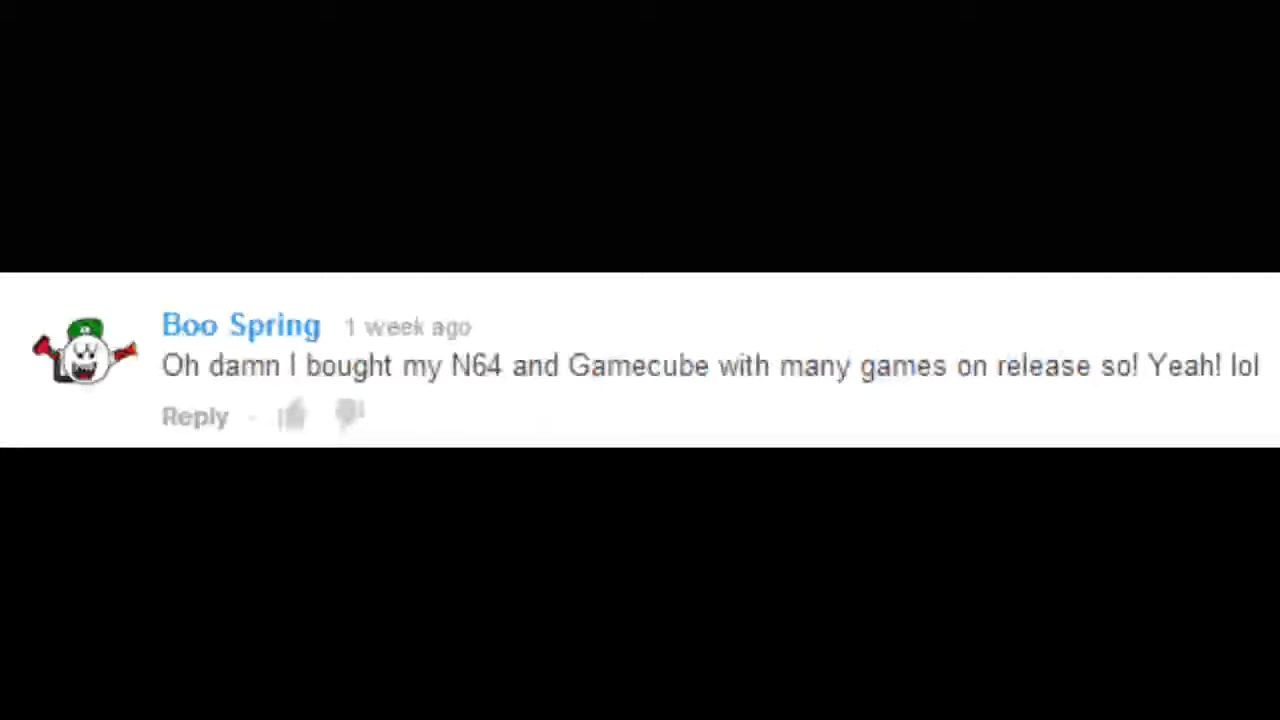 Boo Spring 1 week ago
Oh damn I bought my N64 and Gamecube with many games on release so! Yeah! lol
Reply ·